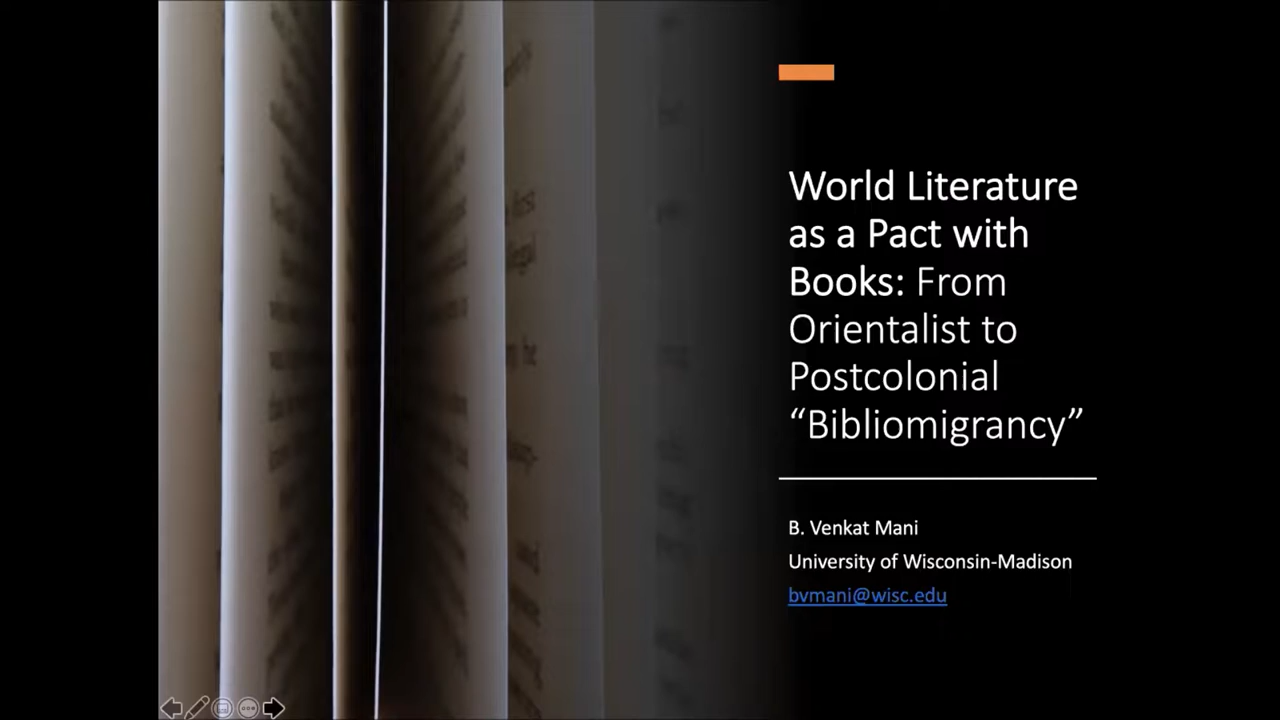 World Literature
as a Pact with
Books: From
Orientalist to
Postcolonial
“Bibliomigrancy”
B. Venkat Mani
University of Wisconsin-Madison
bvmani@wisc.edu